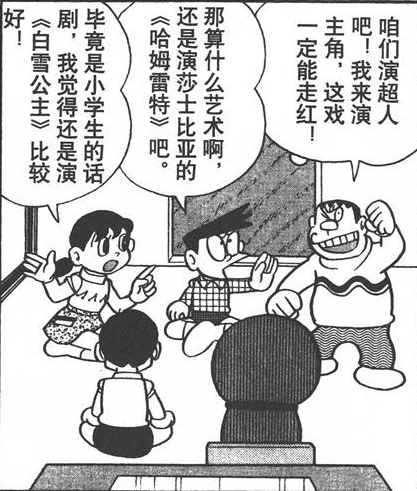 咱们演超人
吧！我来演
主角，这戏
一定能走红！
那算什么艺术啊，
还是演莎士比亚的
《哈姆雷特》吧。
毕竟是小学生的话
剧，我觉得还是演
《白雪公主》比较
好！